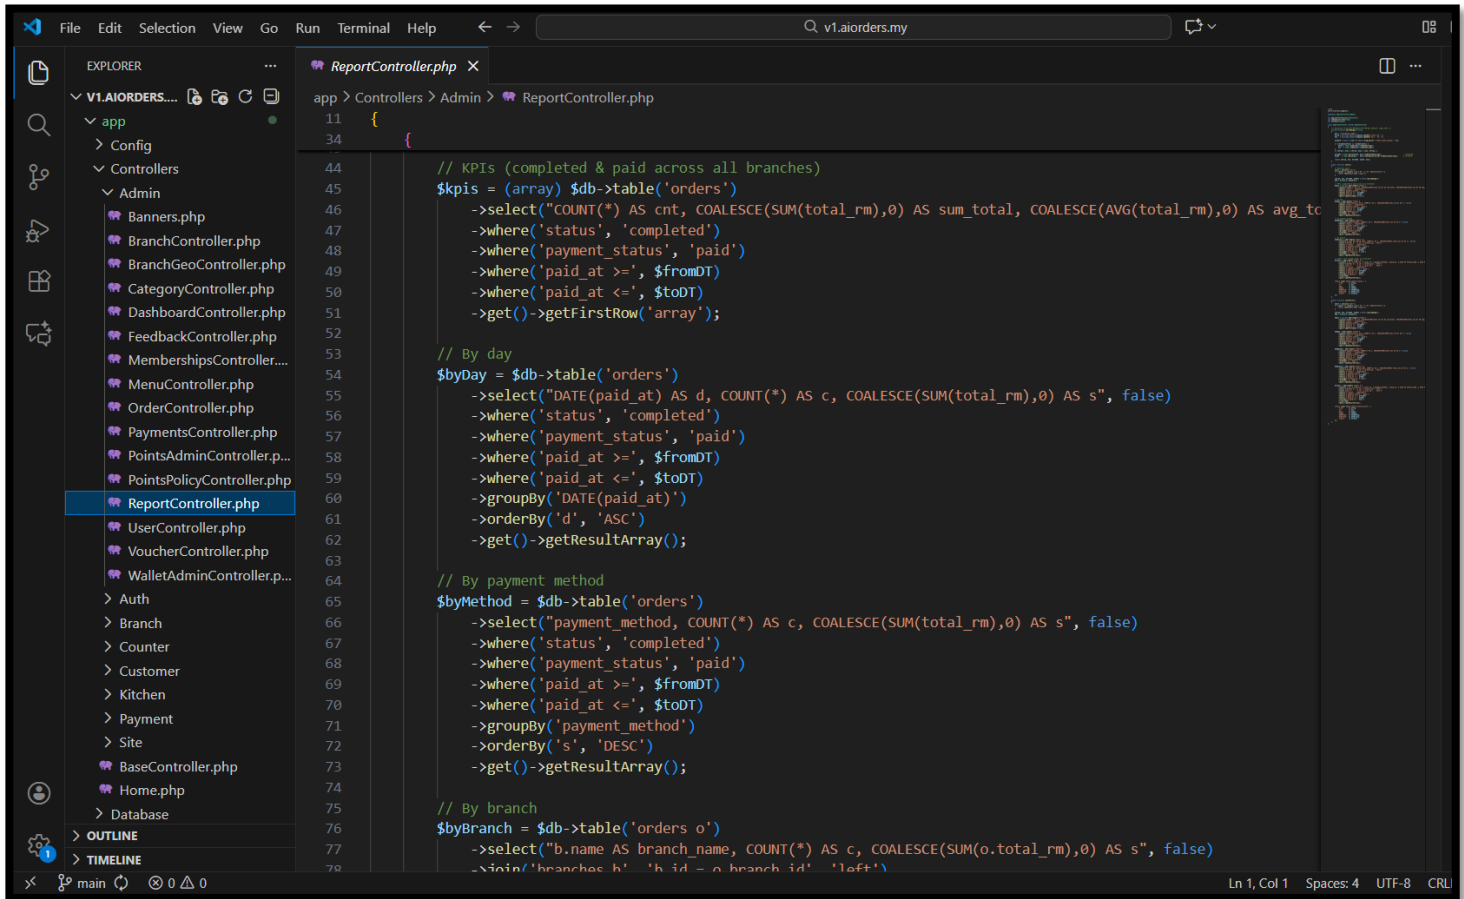 File Edit Selection View Go Run Terminal Help
v1.aiorders.my
EXPLORER
V1.AIORDERS....
app
Config
Controllers
Admin
Banners.php
BranchController.php
BranchGeoController.php
CategoryController.php
DashboardController.php
FeedbackController.php
MembershipsController....
MenuController.php
OrderController.php
PaymentsController.php
PointsAdminController.p...
PointsPolicyController.php
ReportController.php
UserController.php
VoucherController.php
WalletAdminController.p...
Auth
Branch
Counter
Customer
Kitchen
Payment
Site
BaseController.php
Home.php
Database
OUTLINE
TIMELINE
ReportController.php
app > Controllers > Admin > ReportController.php
11 {
34 {
44 // KPIs (completed & paid across all branches)
45 $kpis = (array) $db->table('orders')
46 ->select("COUNT(*) AS cnt, COALESCE(SUM(total_rm),0) AS sum_total, COALESCE(AVG(total_rm),0) AS avg_to
47 ->where('status', 'completed')
48 ->where('payment_status', 'paid')
49 ->where('paid_at >=', $fromDT)
50 ->where('paid_at <=', $toDT)
51 ->get()->getFirstRow('array');
52
53 // By day
54 $byDay = $db->table('orders')
55 ->select("DATE(paid_at) AS d, COUNT(*) AS c, COALESCE(SUM(total_rm),0) AS s", false)
56 ->where('status', 'completed')
57 ->where('payment_status', 'paid')
58 ->where('paid_at >=', $fromDT)
59 ->where('paid_at <=', $toDT)
60 ->groupBy('DATE(paid_at)')
61 ->orderBy('d', 'ASC')
62 ->get()->getResultArray();
63
64 // By payment method
65 $byMethod = $db->table('orders')
66 ->select("payment_method, COUNT(*) AS c, COALESCE(SUM(total_rm),0) AS s", false)
67 ->where('status', 'completed')
68 ->where('payment_status', 'paid')
69 ->where('paid_at >=', $fromDT)
70 ->where('paid_at <=', $toDT)
71 ->groupBy('payment_method')
72 ->orderBy('s', 'DESC')
73 ->get()->getResultArray();
74
75 // By branch
76 $byBranch = $db->table('orders o')
77 ->select("b.name AS branch_name, COUNT(*) AS c, COALESCE(SUM(o.total_rm),0) AS s", false)
78 ->join('branches b', 'b.id = o.branch_id', 'left')
1
main 0 0
Ln 1, Col 1 Spaces: 4 UTF-8 CRL